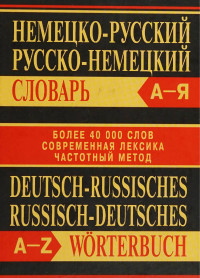 НЕМЕЦКО-РУССКИЙ
РУССКО-НЕМЕЦКИЙ
СЛОВАРЬ А–Я
БОЛЕЕ 40 000 СЛОВ
СОВРЕМЕННАЯ ЛЕКСИКА
ЧАСТОТНЫЙ МЕТОД
DEUTSCH-RUSSISCHES
RUSSISCH-DEUTSCHES
A–Z WÖRTERBUCH